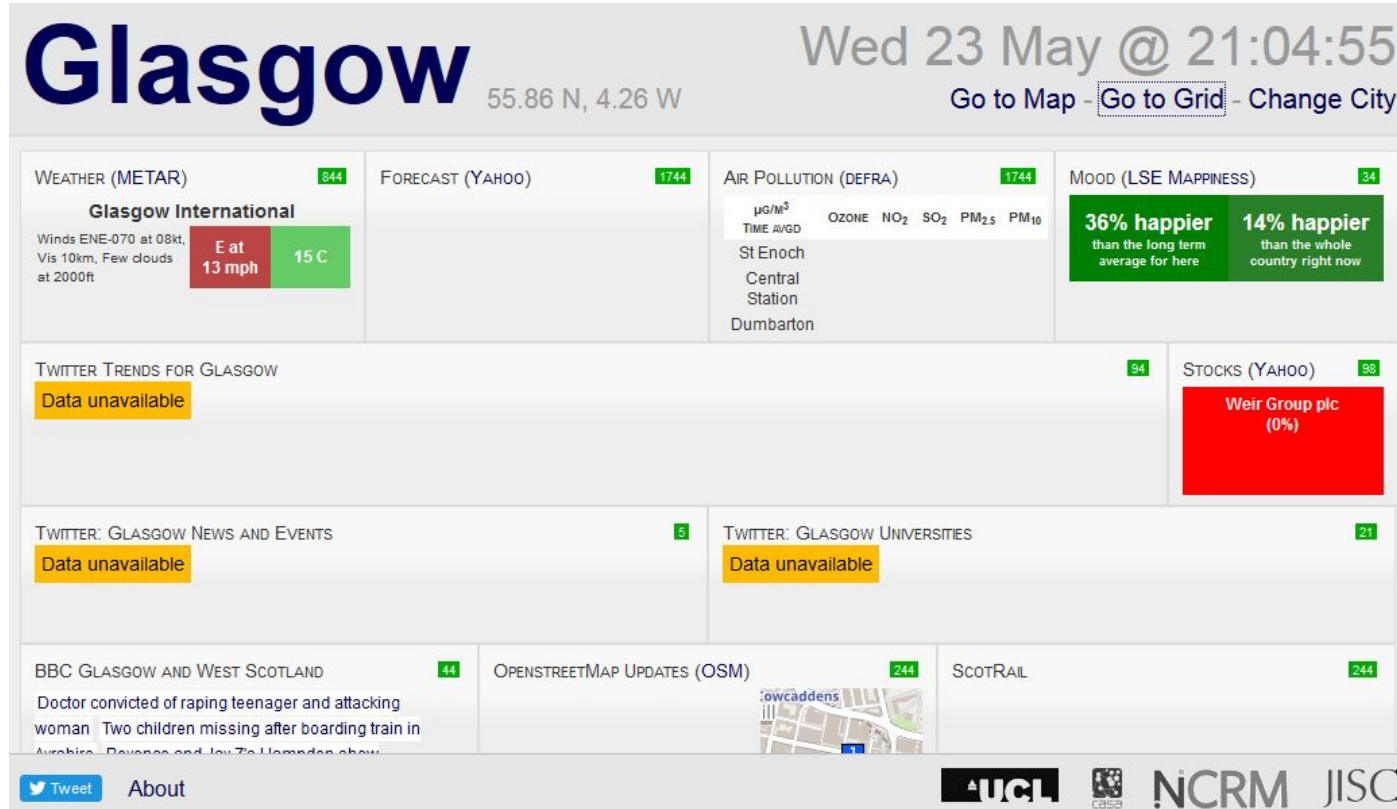 Glasgow
55.86 N, 4.26 W
Wed 23 May @ 21:04:55
Go to Map - Go to Grid - Change City
WEATHER (METAR) 844
Glasgow International
Winds ENE-070 at 08kt,
Vis 10km, Few clouds
at 2000ft
E at
13 mph
15 C
FORECAST (YAHOO) 1744
AIR POLLUTION (DEFRA) 1744
µG/M³
TIME AVGD
OZONE NO₂ SO₂ PM₂.₅ PM₁₀
St Enoch
Central
Station
Dumbarton
MOOD (LSE MAPPINESS) 34
36% happier
than the long term
average for here
14% happier
than the whole
country right now
TWITTER TRENDS FOR GLASGOW 94
Data unavailable
STOCKS (YAHOO) 98
Weir Group plc
(0%)
TWITTER: GLASGOW NEWS AND EVENTS 5
Data unavailable
TWITTER: GLASGOW UNIVERSITIES 21
Data unavailable
BBC GLASGOW AND WEST SCOTLAND 44
Doctor convicted of raping teenager and attacking
woman Two children missing after boarding train in
OPENSTREETMAP UPDATES (OSM) 244
1
SCOTRAIL 244
Tweet
About
UCL
casa
NCRM
JISC